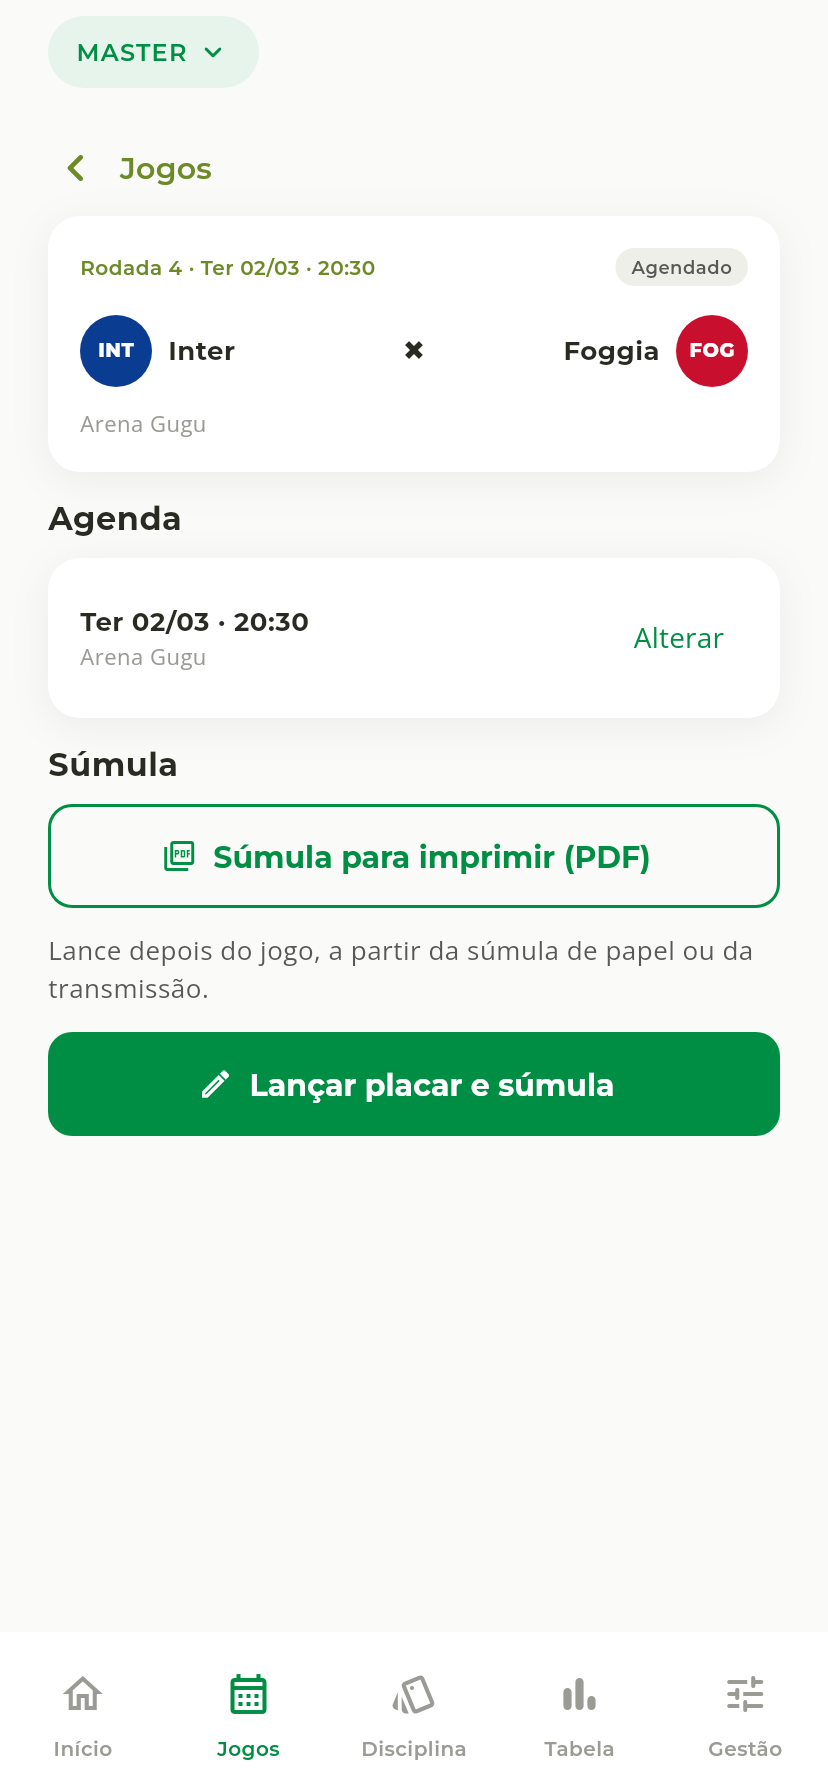 MASTER
Jogos
Rodada 4 · Ter 02/03 · 20:30
Agendado
INT
Inter
✖
Foggia
FOG
Arena Gugu
Agenda
Ter 02/03 · 20:30
Arena Gugu
Alterar
Súmula
PDF
Súmula para imprimir (PDF)
Lance depois do jogo, a partir da súmula de papel ou da
transmissão.
Lançar placar e súmula
Início
Jogos
Disciplina
Tabela
Gestão